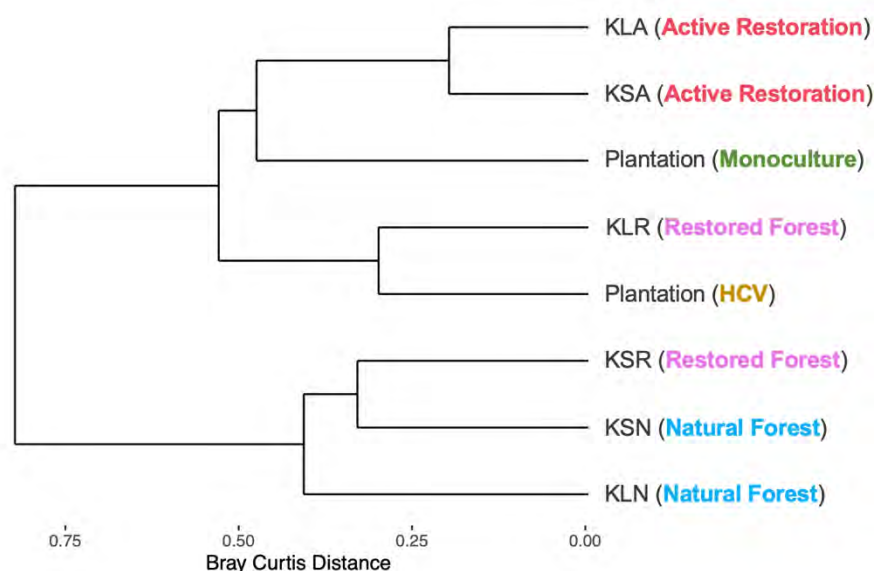 KLA (Active Restoration)
KSA (Active Restoration)
Plantation (Monoculture)
KLR (Restored Forest)
Plantation (HCV)
KSR (Restored Forest)
KSN (Natural Forest)
KLN (Natural Forest)
0.75 0.50 0.25 0.00
Bray Curtis Distance